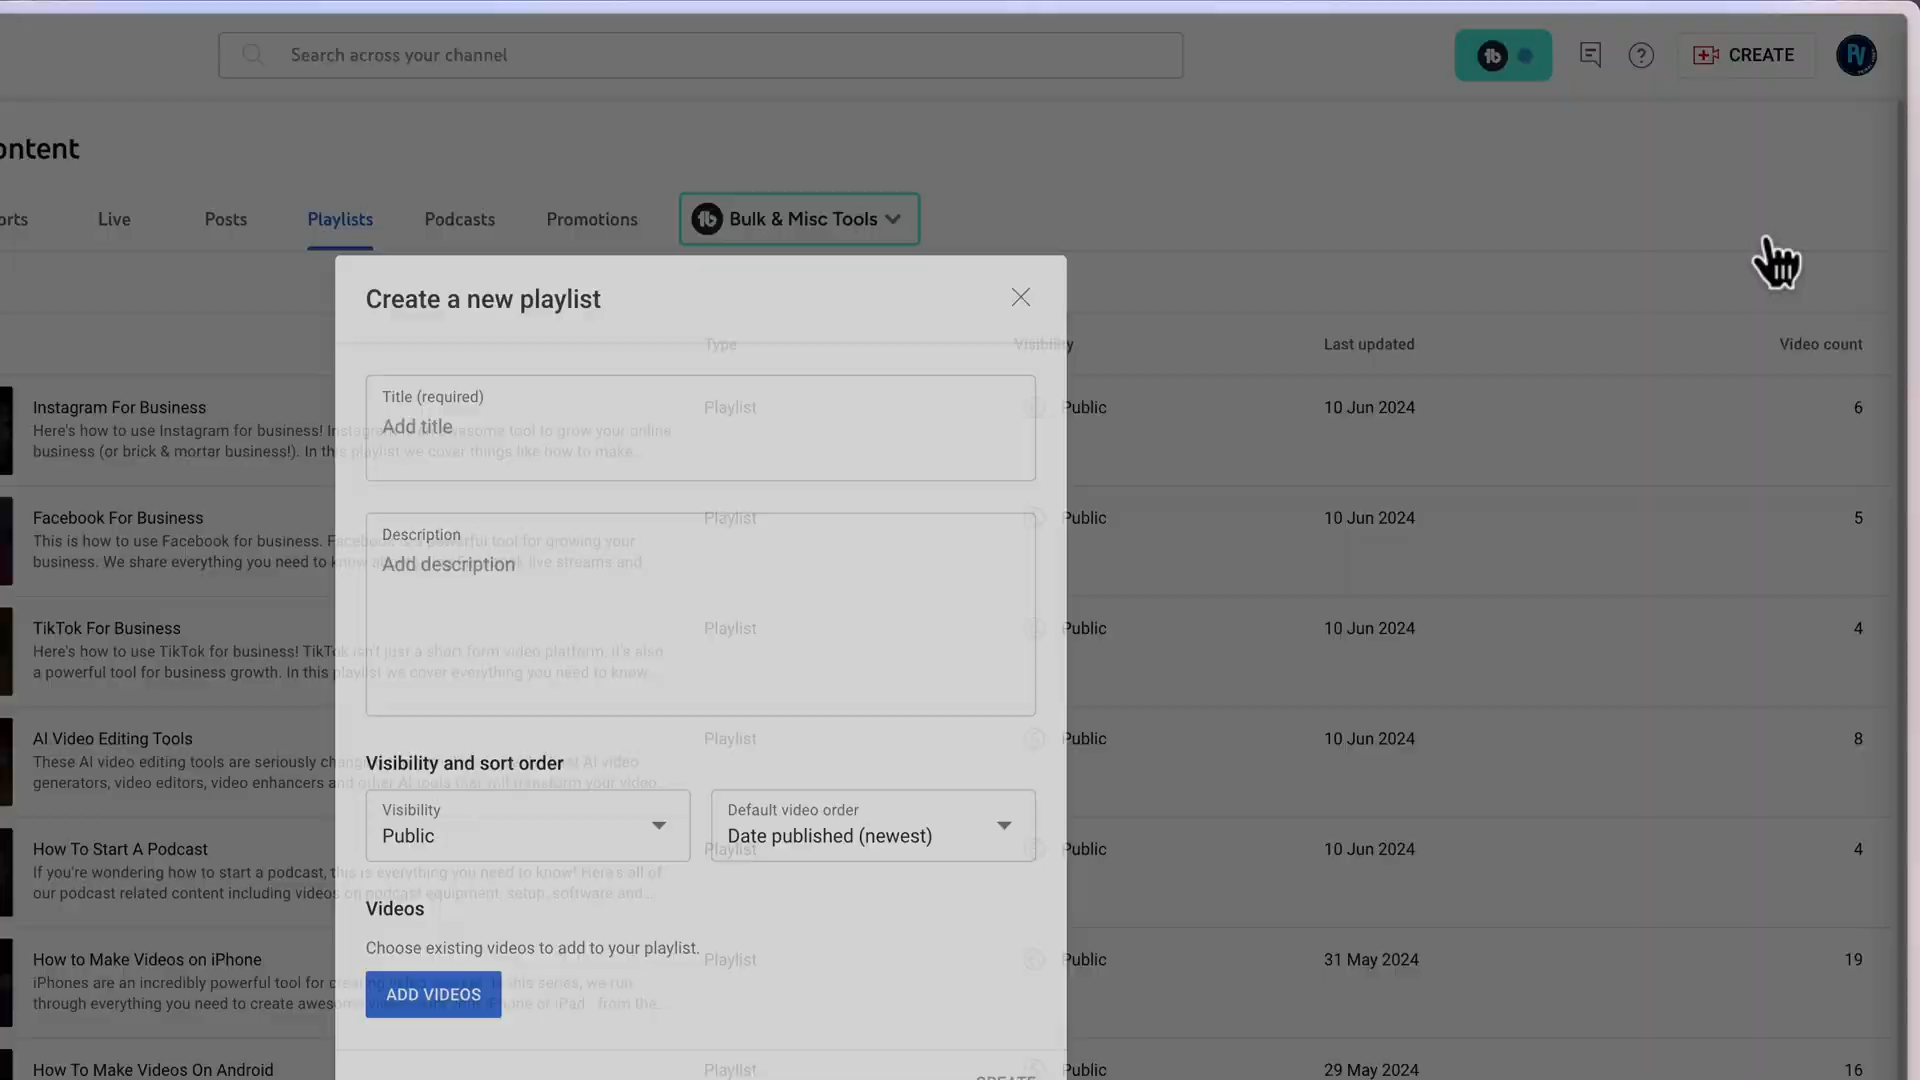 Search across your channel
CREATE
ontent
orts
Live
Posts
Playlists
Podcasts
Promotions
Bulk & Misc Tools
Create a new playlist
Type
Visibility
Last updated
Video count
Title (required)
Add title
Instagram For Business
Here's how to use Instagram for business! Instagram is an awesome tool to grow your online
business (or brick & mortar business!). In this playlist we cover things like how to make...
Playlist
Public
10 Jun 2024
6
Description
Add description
Facebook For Business
This is how to use Facebook for business. Facebook is a powerful tool for growing your
business. We share everything you need to know live streams and
Playlist
Public
10 Jun 2024
5
TikTok For Business
Here's how to use TikTok for business! TikTok isn't just a short form video platform, it's also
a powerful tool for business growth. In this playlist we cover everything you need to know...
Playlist
Public
10 Jun 2024
4
Visibility and sort order
AI Video Editing Tools
These AI video editing tools are seriously AI video
generators, video editors, video enhancers and other AI tools that will transform your video...
Playlist
Public
10 Jun 2024
8
Visibility
Public
Default video order
Date published (newest)
How To Start A Podcast
If you're wondering how to start a podcast, this is everything you need to know! Here's all of
our podcast related content including videos on podcast equipment, setup, software and...
Playlist
Public
10 Jun 2024
4
Videos
Choose existing videos to add to your playlist.
ADD VIDEOS
How to Make Videos on iPhone
iPhones are an incredibly powerful tool for this series, we run
through everything you need to create iPhone or iPad from the...
Playlist
Public
31 May 2024
19
How To Make Videos On Android
Playlist
Public
29 May 2024
16
CREATE